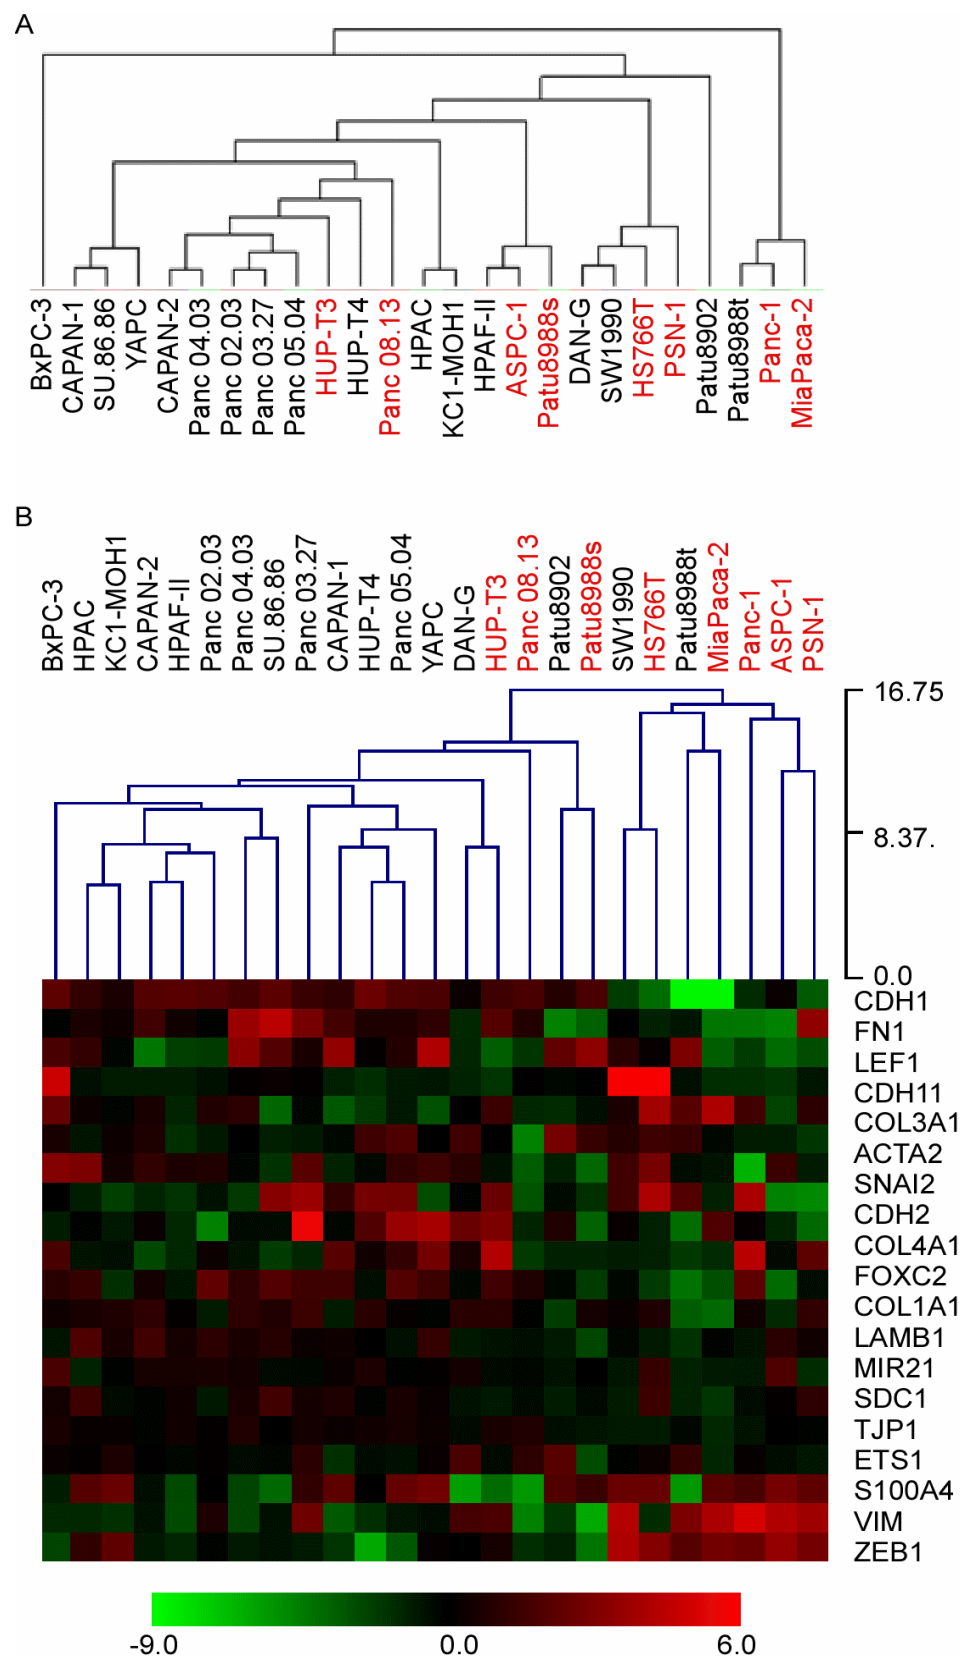 A
BxPC-3
CAPAN-1
SU.86.86
YAPC
CAPAN-2
Panc 04.03
Panc 02.03
Panc 03.27
Panc 05.04
HUP-T3
HUP-T4
Panc 08.13
HPAC
KC1-MOH1
HPAF-II
ASPC-1
Patu8988s
DAN-G
SW1990
HS766T
PSN-1
Patu8902
Patu8988t
Panc-1
MiaPaca-2
B
BxPC-3
HPAC
KC1-MOH1
CAPAN-2
HPAF-II
Panc 02.03
Panc 04.03
SU.86.86
Panc 03.27
CAPAN-1
HUP-T4
Panc 05.04
YAPC
DAN-G
HUP-T3
Panc 08.13
Patu8902
Patu8988s
SW1990
HS766T
Patu8988t
MiaPaca-2
Panc-1
ASPC-1
PSN-1
16.75
8.37.
0.0
CDH1
FN1
LEF1
CDH11
COL3A1
ACTA2
SNAI2
CDH2
COL4A1
FOXC2
COL1A1
LAMB1
MIR21
SDC1
TJP1
ETS1
S100A4
VIM
ZEB1
-9.0 0.0 6.0